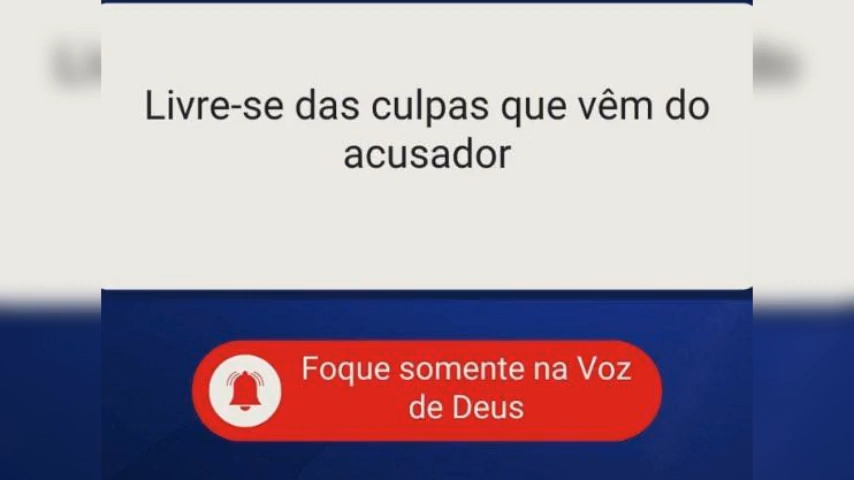 Livre-se das culpas que vêm do
acusador
Foque somente na Voz
de Deus